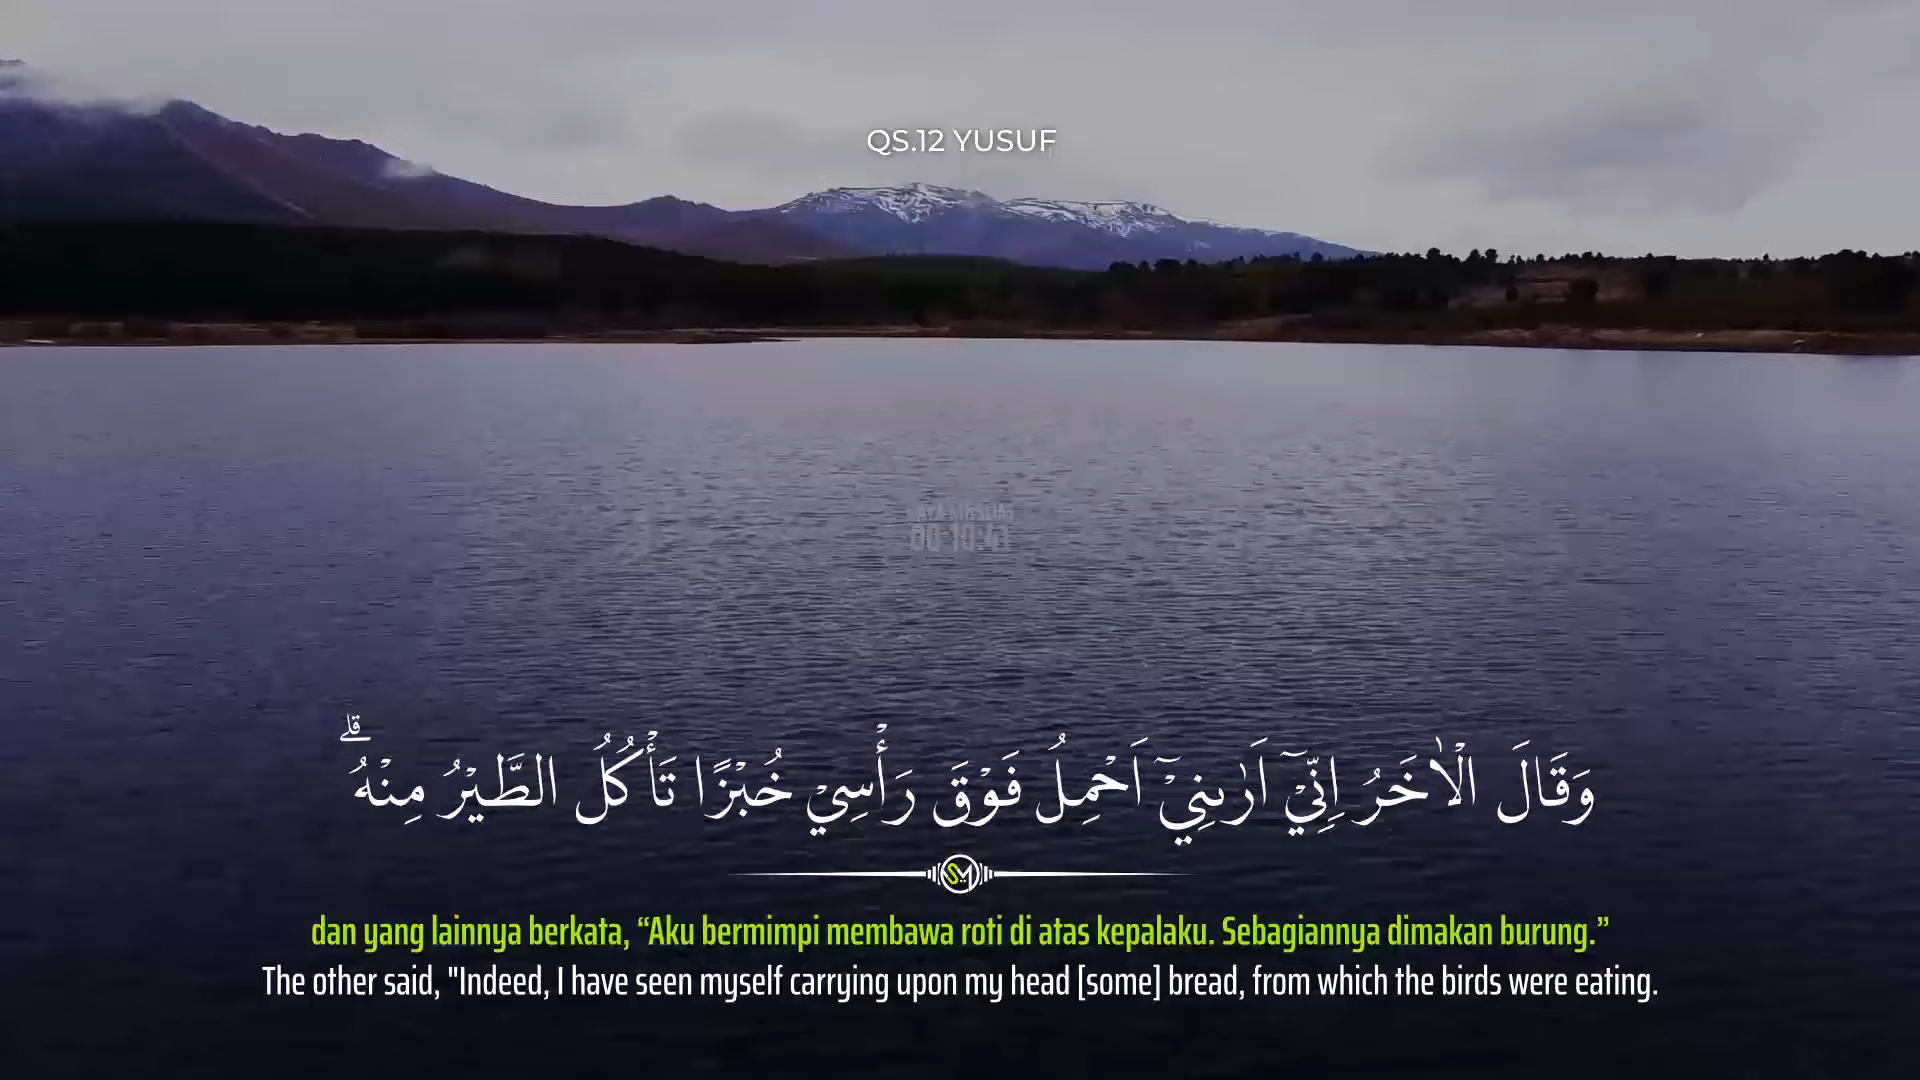 QS.12 YUSUF
وَقَالَ الْاٰخَرُ اِنِّيْٓ اَرٰىنِيْٓ اَحْمِلُ فَوْقَ رَأْسِيْ خُبْزًا تَأْكُلُ الطَّيْرُ مِنْهُۗ
dan yang lainnya berkata, “Aku bermimpi membawa roti di atas kepalaku. Sebagiannya dimakan burung.”
The other said, "Indeed, I have seen myself carrying upon my head [some] bread, from which the birds were eating.